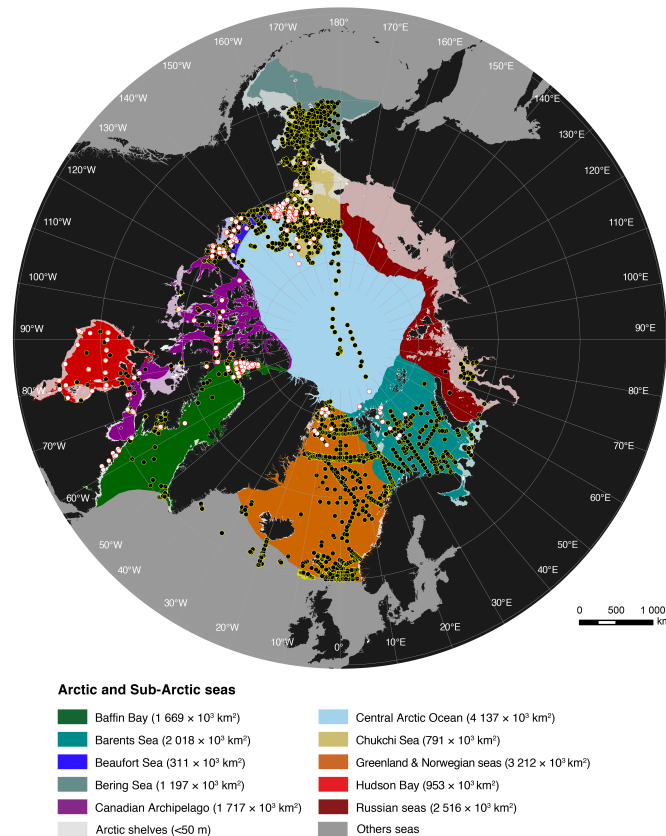 180°
170°W
170°E
160°W
160°E
150°W
150°E
140°W
140°E
130°W
130°E
120°W
120°E
110°W
110°E
100°W
100°E
90°W
90°E
80°W
80°E
70°W
70°E
60°W
60°E
50°W
50°E
40°W
40°E
30°W
30°E
20°W
20°E
10°W
10°E
0°
0 500 1 000
km
Arctic and Sub-Arctic seas
Baffin Bay (1 669 × 10³ km²)
Barents Sea (2 018 × 10³ km²)
Beaufort Sea (311 × 10³ km²)
Bering Sea (1 197 × 10³ km²)
Canadian Archipelago (1 717 × 10³ km²)
Arctic shelves (<50 m)
Central Arctic Ocean (4 137 × 10³ km²)
Chukchi Sea (791 × 10³ km²)
Greenland & Norwegian seas (3 212 × 10³ km²)
Hudson Bay (953 × 10³ km²)
Russian seas (2 516 × 10³ km²)
Others seas